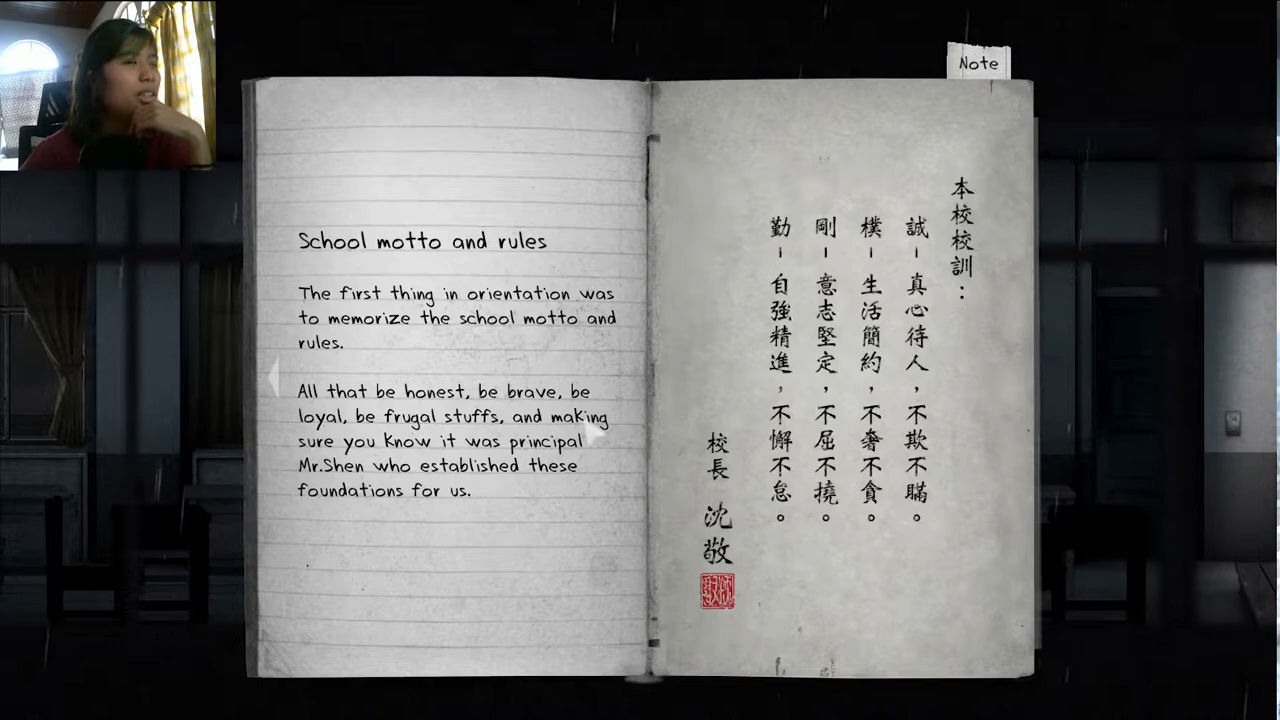 Note
School motto and rules
The first thing in orientation was
to memorize the school motto and
rules.
All that be honest, be brave, be
loyal, be frugal stuffs, and making
sure you know it was principal
Mr.Shen who established these
foundations for us.
本校校訓：
誠－真心待人，不欺不瞞。
樸－生活簡約，不奢不貪。
剛－意志堅定，不屈不撓。
勤－自強精進，不懈不怠。
校長 沈敬